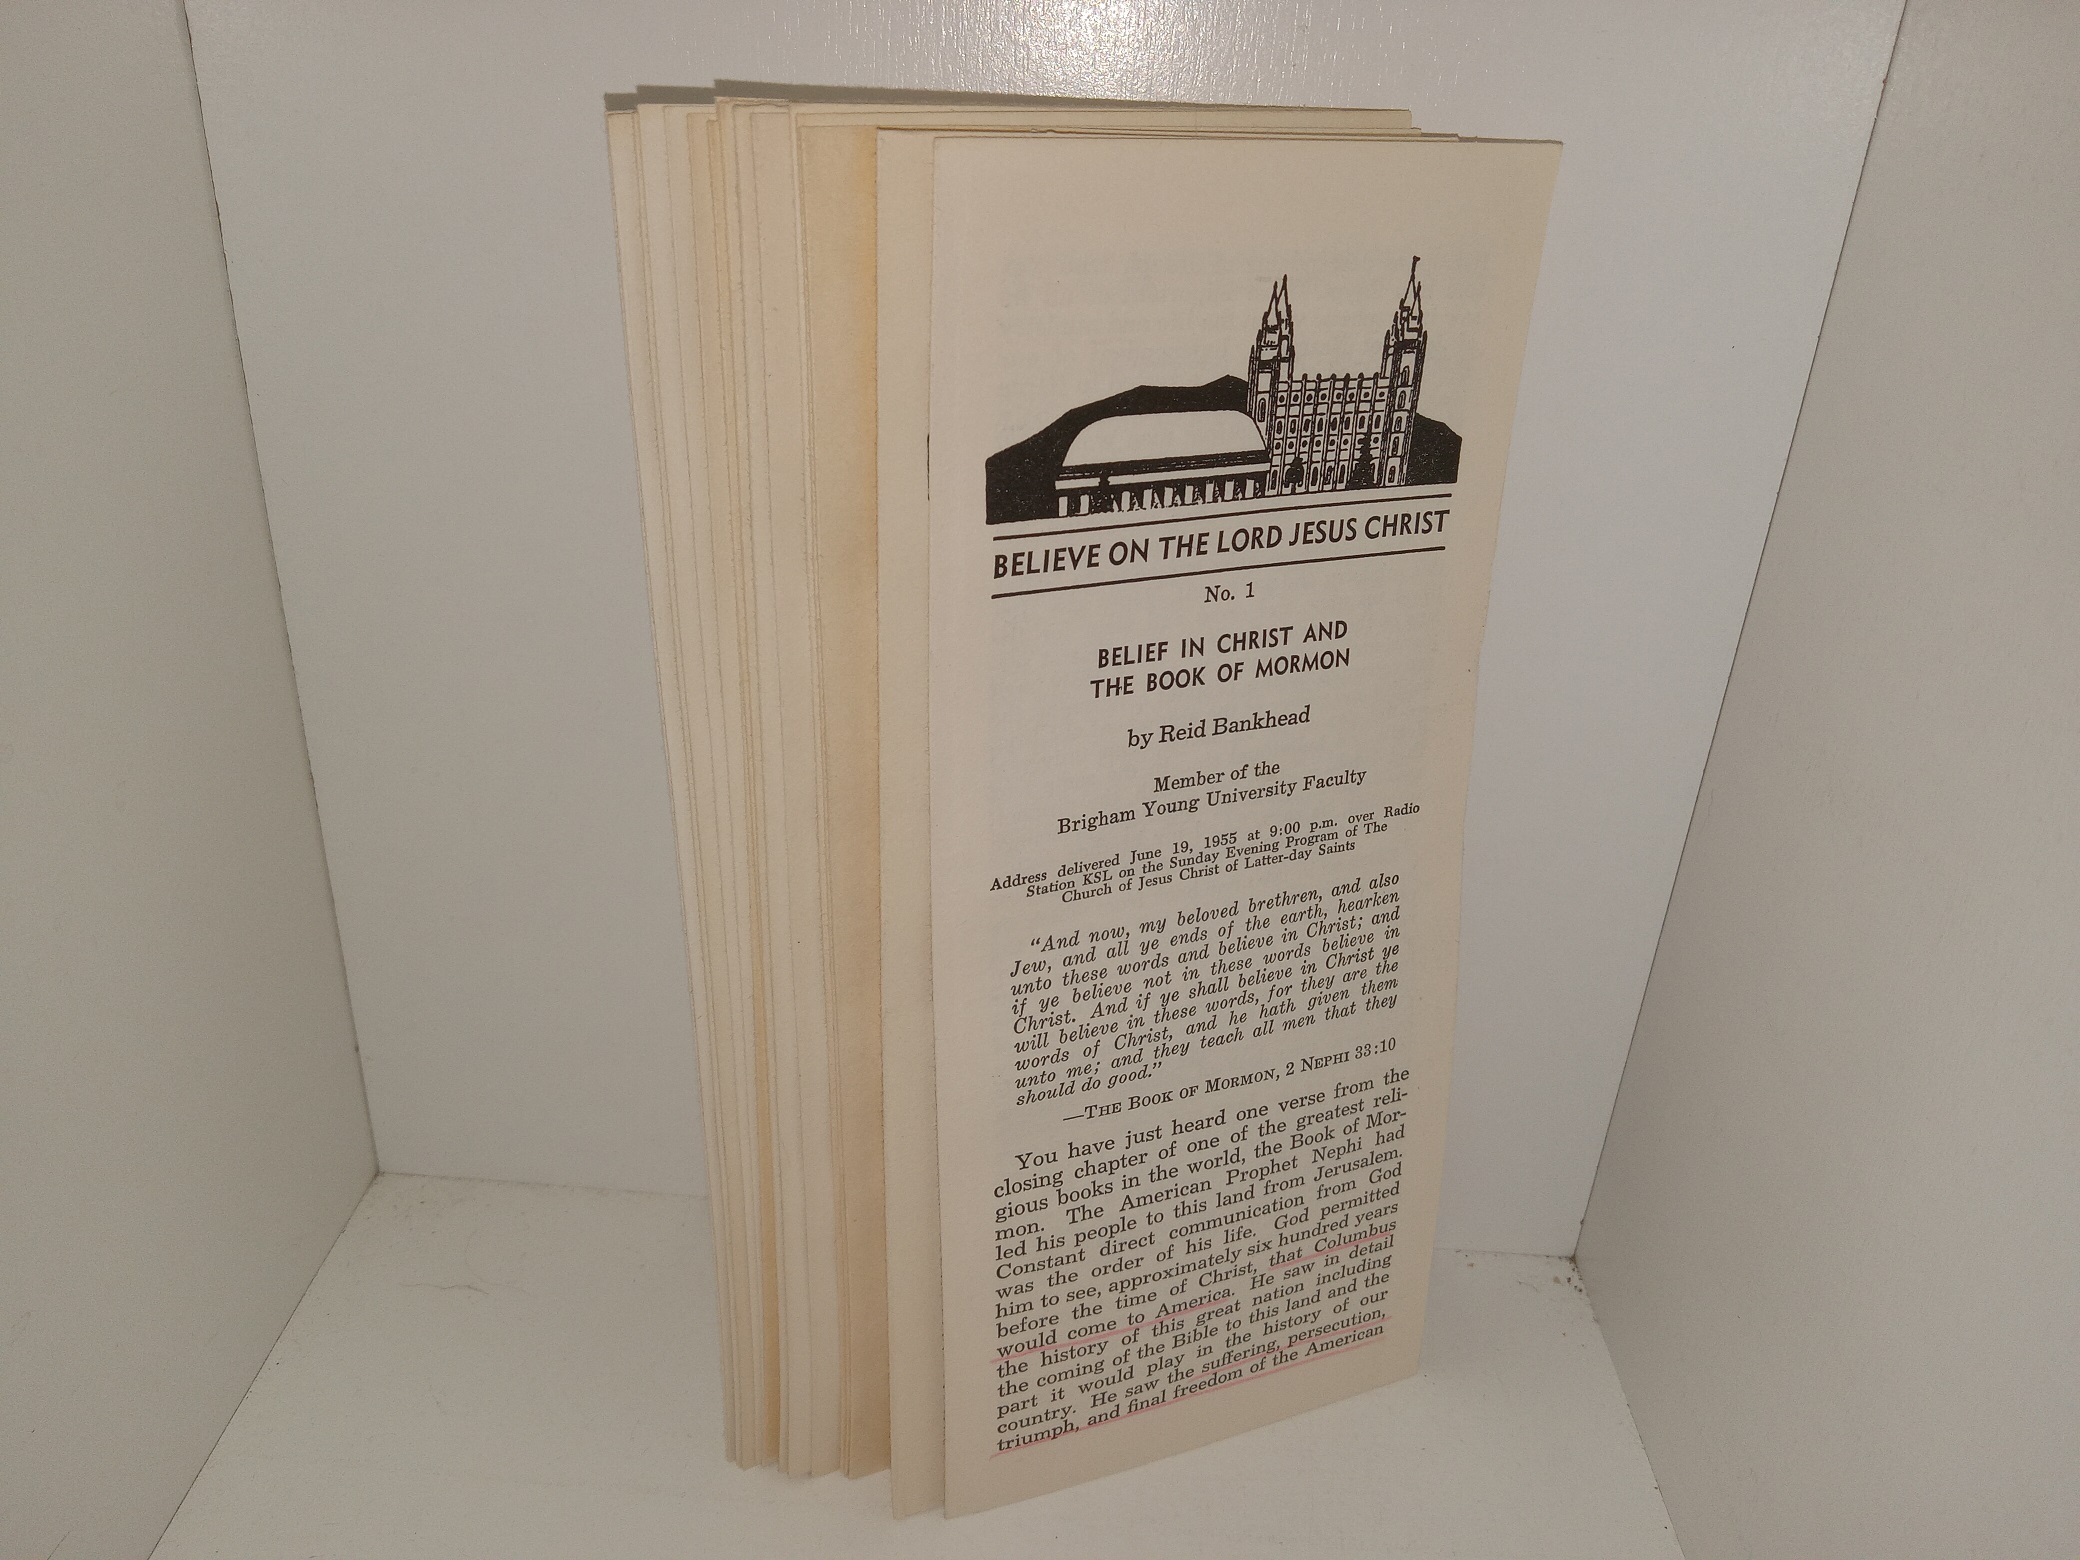 BELIEVE ON THE LORD JESUS CHRIST
No. 1
BELIEF IN CHRIST AND
THE BOOK OF MORMON
by Reid Bankhead
Member of the
Brigham Young University Faculty
Address delivered June 19, 1955 at 9:00 p.m. over Radio
Station KSL on the Sunday Evening Program of The
Church of Jesus Christ of Latter-day Saints
"And now, my beloved brethren, and also
Jew, and all ye ends of the earth, hearken
unto these words and believe in Christ; and
if ye believe not in these words believe in
Christ. And if ye shall believe in Christ ye
will believe in these words, for they are the
words of Christ, and he hath given them
unto me; and they teach all men that they
should do good."
—THE BOOK OF MORMON, 2 NEPHI 33:10
You have just heard one verse from the
closing chapter of one of the greatest reli-
gious books in the world, the Book of Mor-
mon. The American Prophet Nephi had
led his people to this land from Jerusalem.
Constant direct communication from God
was the order of his life. God permitted
him to see, approximately six hundred years
before the time of Christ, that Columbus
would come to America. He saw in detail
the history of this great nation including
the coming of the Bible to this land and the
part it would play in the history of our
country. He saw the suffering, persecution,
triumph, and final freedom of the American